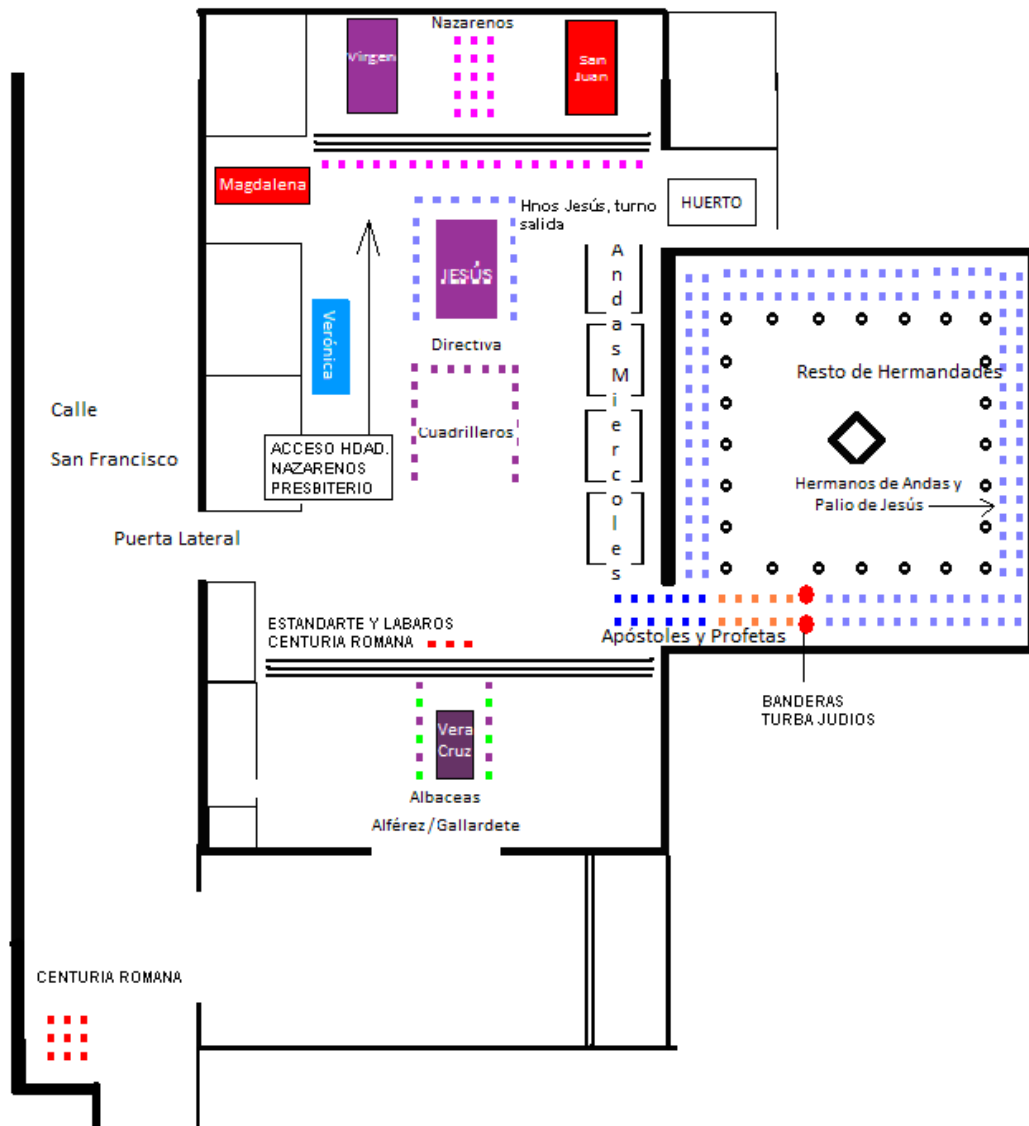 Nazarenos
Virgen
San
Juan
Magdalena
Hnos Jesús, turno
salida
HUERTO
JESÚS
Andas Miercoles
Verónica
Directiva
Resto de Hermandades
Calle
San Francisco
Cuadrilleros
ACCESO HDAD.
NAZARENOS
PRESBITERIO
Hermanos de Andas y
Palio de Jesús
Puerta Lateral
ESTANDARTE Y LABAROS
CENTURIA ROMANA
Apóstoles y Profetas
BANDERAS
TURBA JUDIOS
Vera
Cruz
Albaceas
Alférez/Gallardete
CENTURIA ROMANA